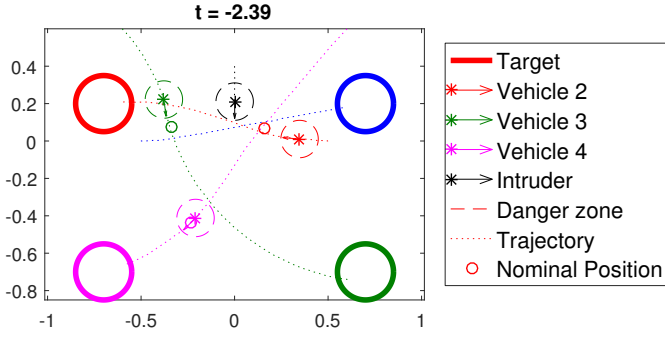 t = -2.39
0.4
0.2
0
-0.2
-0.4
-0.6
-0.8
-1
-0.5
0
0.5
1
Target
Vehicle 2
Vehicle 3
Vehicle 4
Intruder
Danger zone
Trajectory
Nominal Position